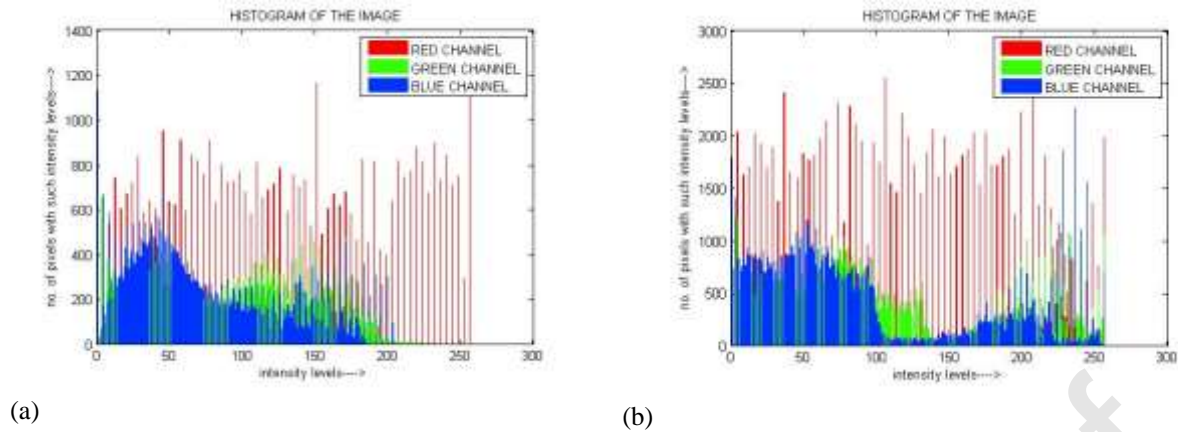 HISTOGRAM OF THE IMAGE
1400
1200
1000
800
600
400
200
0
no. of pixels with such intensity levels---->
RED CHANNEL
GREEN CHANNEL
BLUE CHANNEL
0 50 100 150 200 250 300
intensity levels---->
(a)
HISTOGRAM OF THE IMAGE
3000
2500
2000
1500
1000
500
0
no. of pixels with such intensity levels---->
RED CHANNEL
GREEN CHANNEL
BLUE CHANNEL
0 50 100 150 200 250 300
intensity levels---->
(b)
f